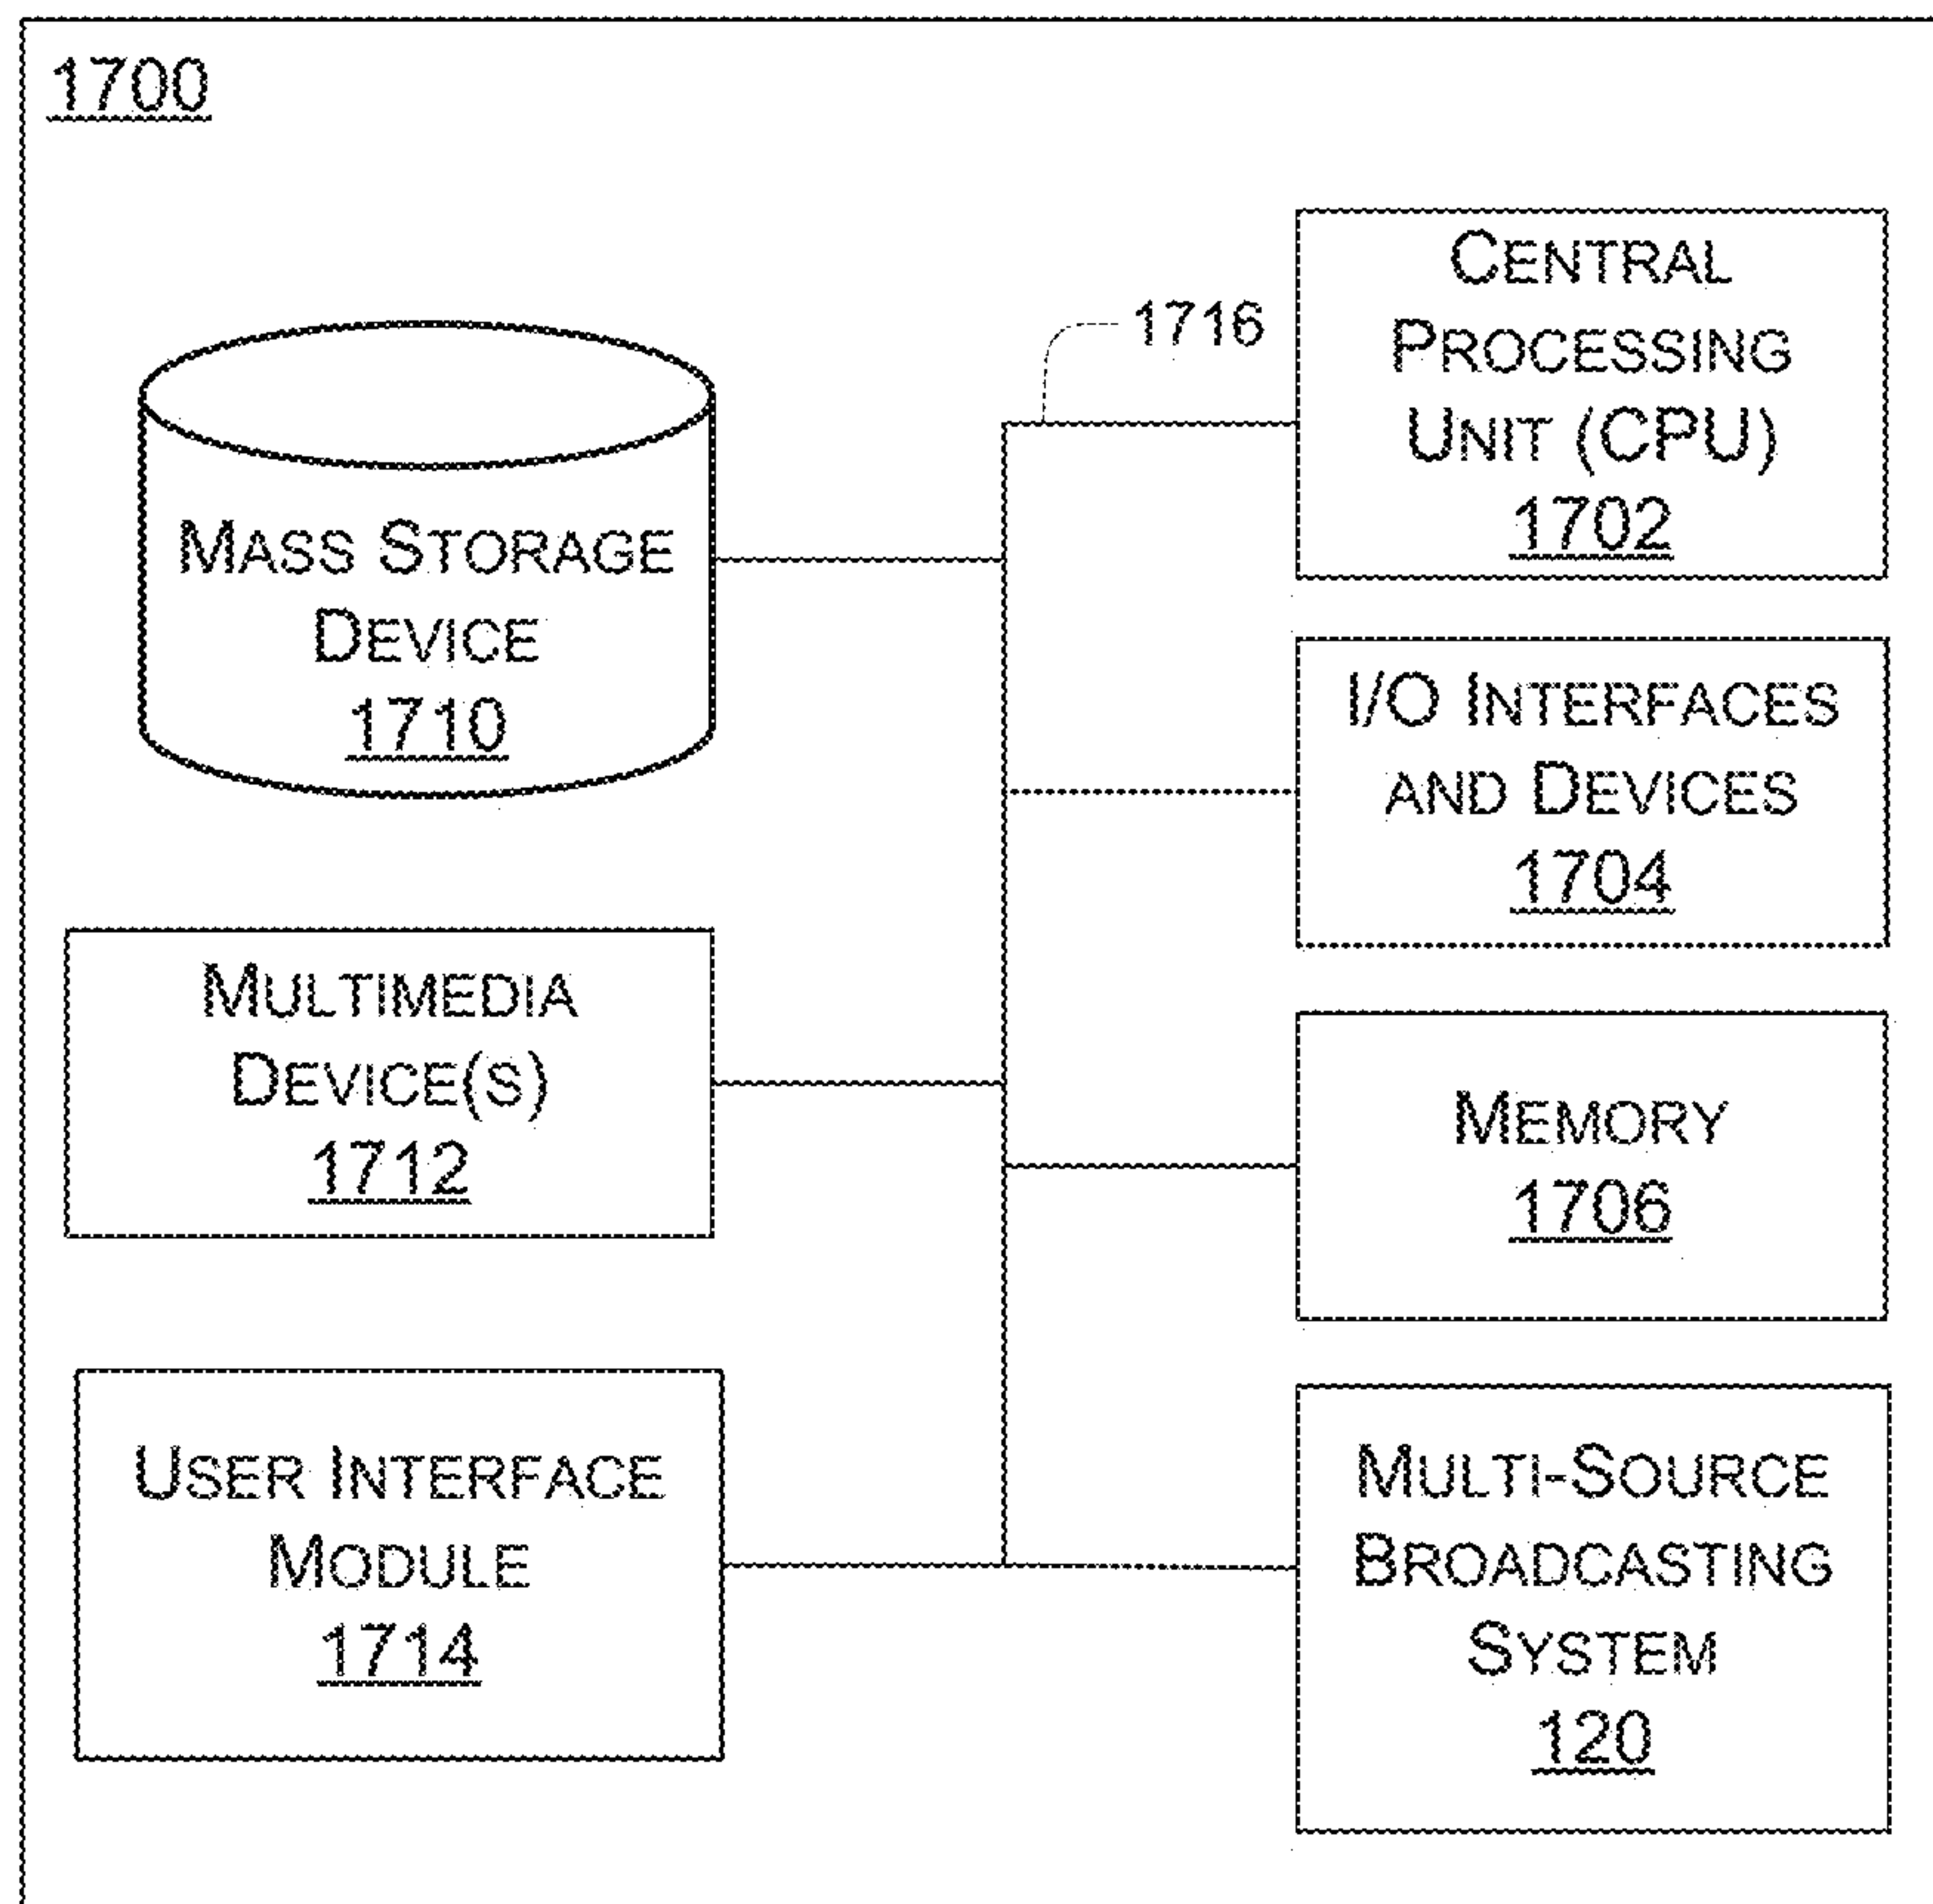 1700
CENTRAL
PROCESSING
UNIT (CPU)
1702
1716
MASS STORAGE
DEVICE
1710
I/O INTERFACES
AND DEVICES
1704
MULTIMEDIA
DEVICE(S)
1712
MEMORY
1706
USER INTERFACE
MODULE
1714
MULTI-SOURCE
BROADCASTING
SYSTEM
120